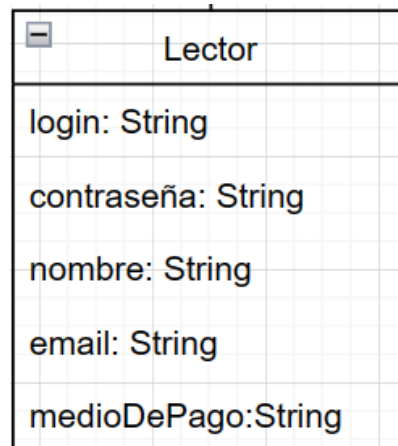 Lector
login: String
contraseña: String
nombre: String
email: String
medioDePago:String